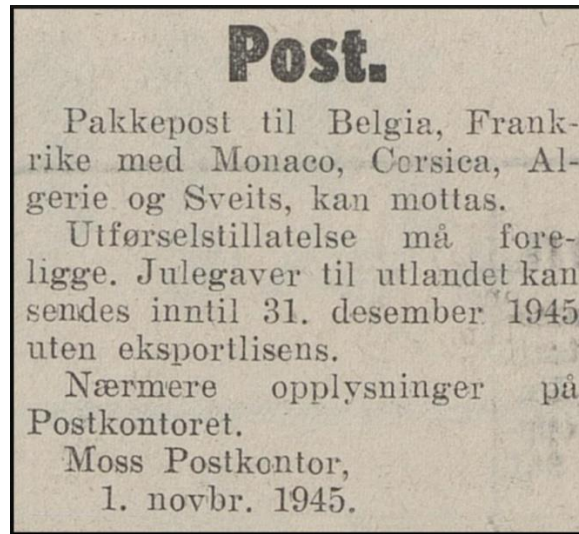 Post.
Pakkepost til Belgia, Frank-
rike med Monaco, Corsica, Al-
gerie og Sveits, kan mottas.
Utførselstillatelse må fore-
ligge. Julegaver til utlandet kan
sendes inntil 31. desember 1945
uten eksportlisens.
Nærmere opplysninger på
Postkontoret.
Moss Postkontor,
1. novbr. 1945.